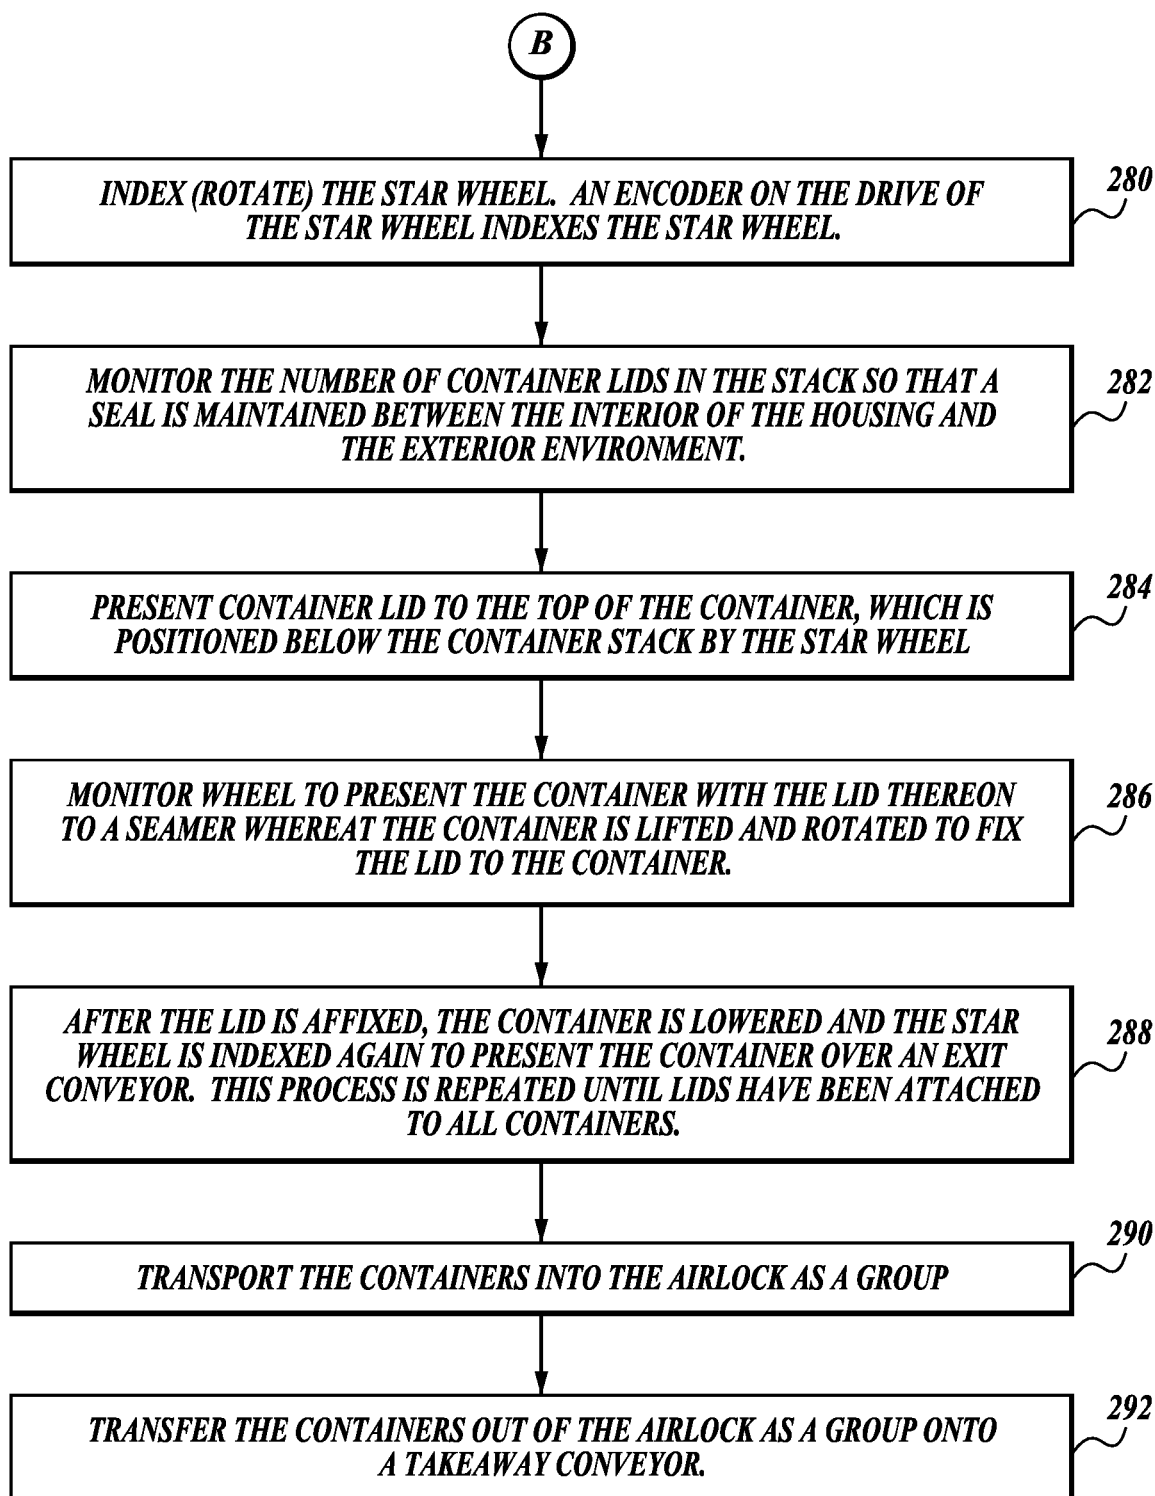 B
INDEX (ROTATE) THE STAR WHEEL. AN ENCODER ON THE DRIVE OF
THE STAR WHEEL INDEXES THE STAR WHEEL.
280
MONITOR THE NUMBER OF CONTAINER LIDS IN THE STACK SO THAT A
SEAL IS MAINTAINED BETWEEN THE INTERIOR OF THE HOUSING AND
THE EXTERIOR ENVIRONMENT.
282
PRESENT CONTAINER LID TO THE TOP OF THE CONTAINER, WHICH IS
POSITIONED BELOW THE CONTAINER STACK BY THE STAR WHEEL
284
MONITOR WHEEL TO PRESENT THE CONTAINER WITH THE LID THEREON
TO A SEAMER WHEREAT THE CONTAINER IS LIFTED AND ROTATED TO FIX
THE LID TO THE CONTAINER.
286
AFTER THE LID IS AFFIXED, THE CONTAINER IS LOWERED AND THE STAR
WHEEL IS INDEXED AGAIN TO PRESENT THE CONTAINER OVER AN EXIT
CONVEYOR. THIS PROCESS IS REPEATED UNTIL LIDS HAVE BEEN ATTACHED
TO ALL CONTAINERS.
288
TRANSPORT THE CONTAINERS INTO THE AIRLOCK AS A GROUP
290
TRANSFER THE CONTAINERS OUT OF THE AIRLOCK AS A GROUP ONTO
A TAKEAWAY CONVEYOR.
292